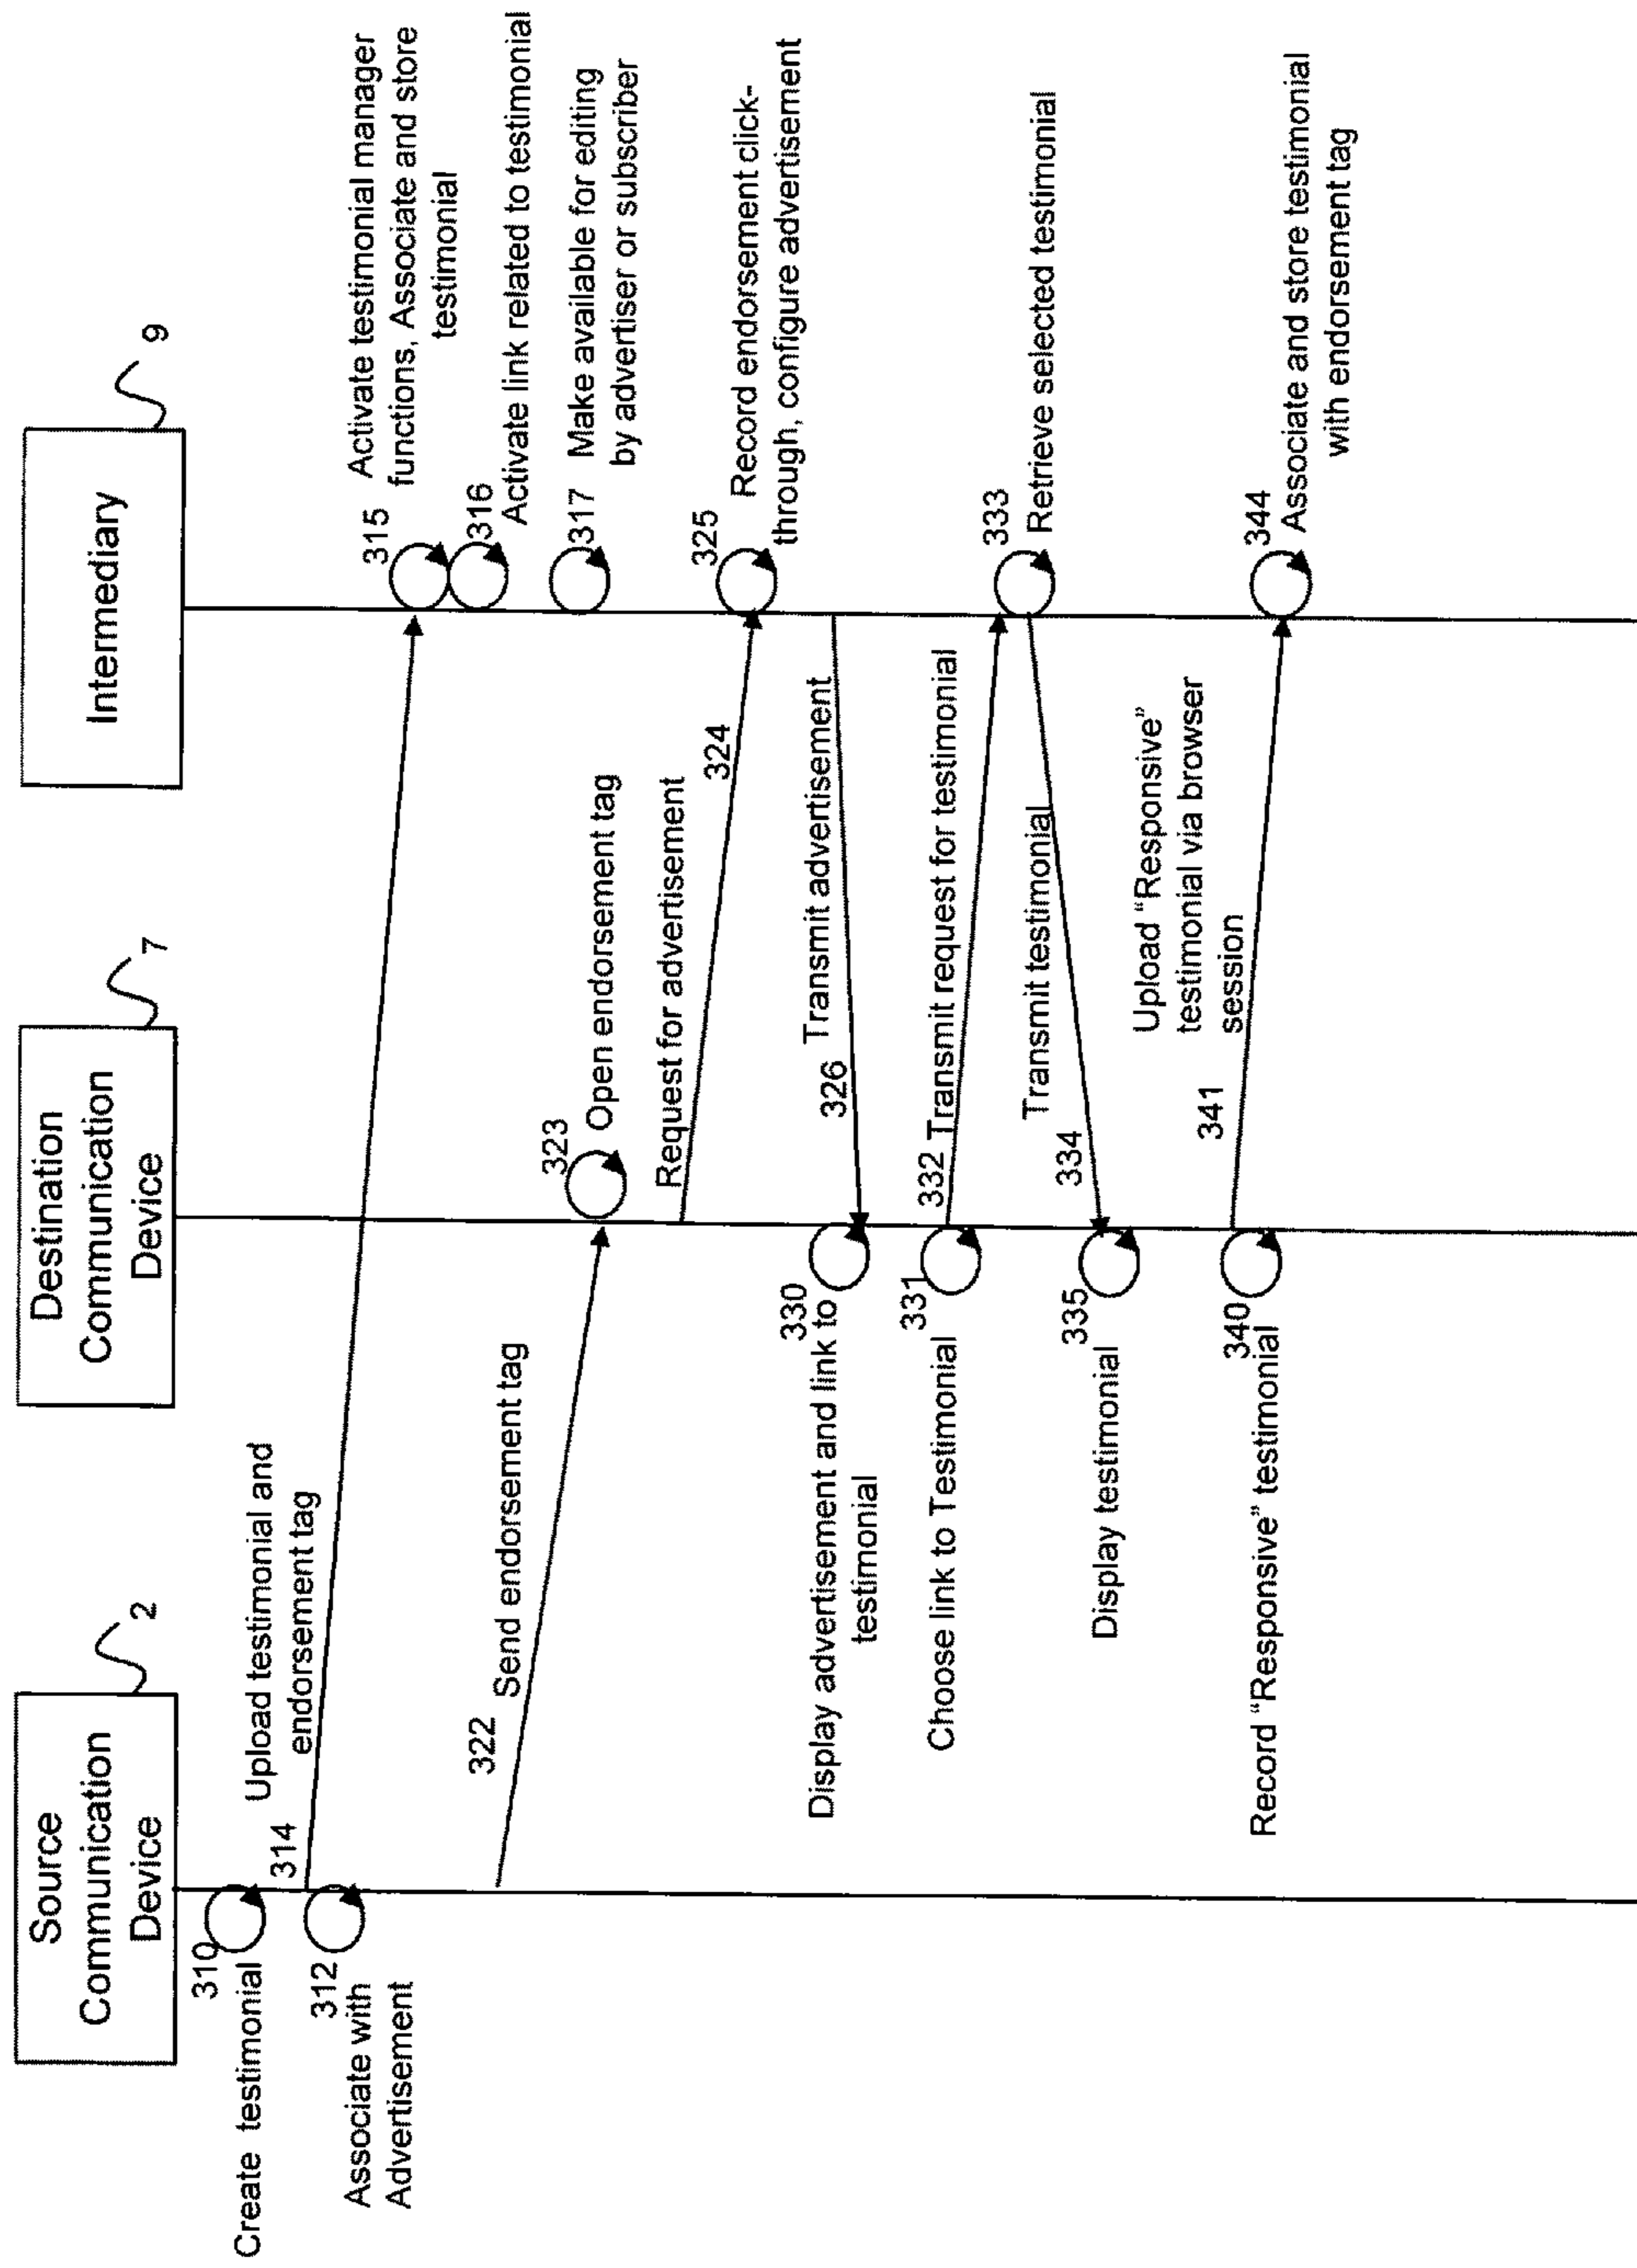 Source
Communication
Device
2
Destination
Communication
Device
7
Intermediary
9
310
Create testimonial
312
Associate with
Advertisement
314
Upload testimonial and
endorsement tag
315
Activate testimonial manager
functions, Associate and store
testimonial
316
Activate link related to testimonial
317
Make available for editing
by advertiser or subscriber
322
Send endorsement tag
323
Open endorsement tag
Request for advertisement
324
325
Record endorsement click-
through, configure advertisement
326
Transmit advertisement
330
Display advertisement and link to
testimonial
331
Choose link to Testimonial
332
Transmit request for testimonial
333
Retrieve selected testimonial
334
Transmit testimonial
335
Display testimonial
340
Record “Responsive” testimonial
341
Upload “Responsive”
testimonial via browser
session
344
Associate and store testimonial
with endorsement tag